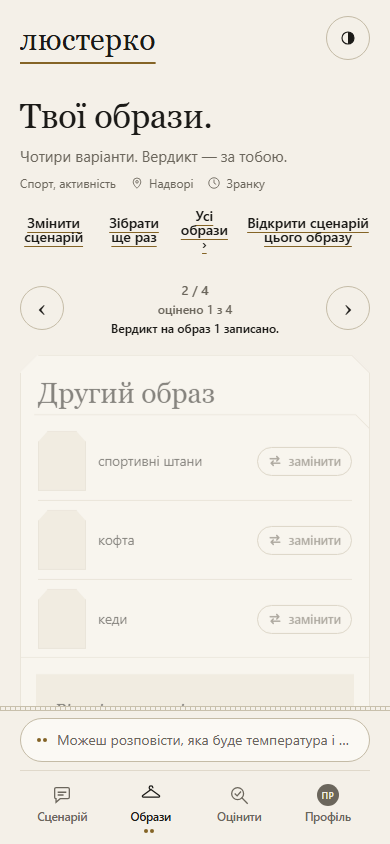 люстерко
Твої образи.
Чотири варіанти. Вердикт — за тобою.
Спорт, активність Надворі Зранку
Змінити сценарій
Зібрати ще раз
Усі образи ›
Відкрити сценарій цього образу
‹ 2 / 4 ›
оцінено 1 з 4
Вердикт на образ 1 записано.
Другий образ
спортивні штани замінити
кофта замінити
кеди замінити
Можеш розповісти, яка буде температура і ...
Сценарій Образи Оцінити ПР Профіль